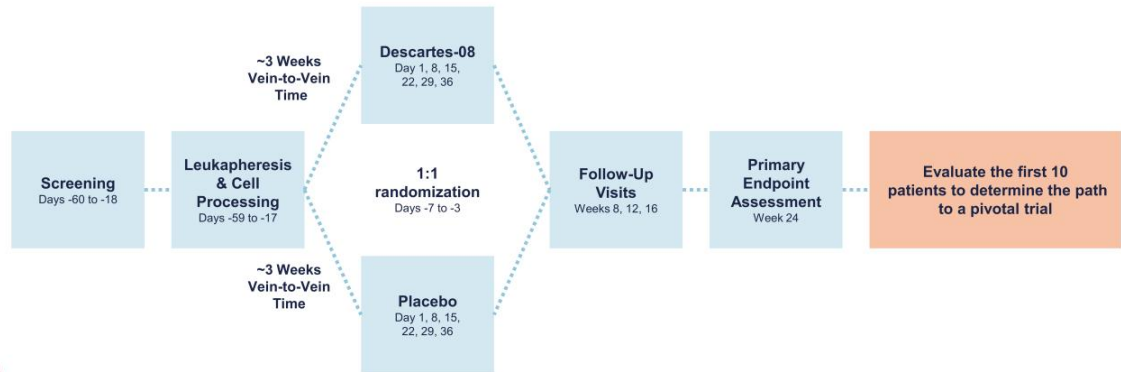 ~3 Weeks
Vein-to-Vein
Time
Descartes-08
Day 1, 8, 15,
22, 29, 36
Screening
Days -60 to -18
Leukapheresis
& Cell
Processing
Days -59 to -17
1:1
randomization
Days -7 to -3
Follow-Up
Visits
Weeks 8, 12, 16
Primary
Endpoint
Assessment
Week 24
Evaluate the first 10
patients to determine the path
to a pivotal trial
~3 Weeks
Vein-to-Vein
Time
Placebo
Day 1, 8, 15,
22, 29, 36